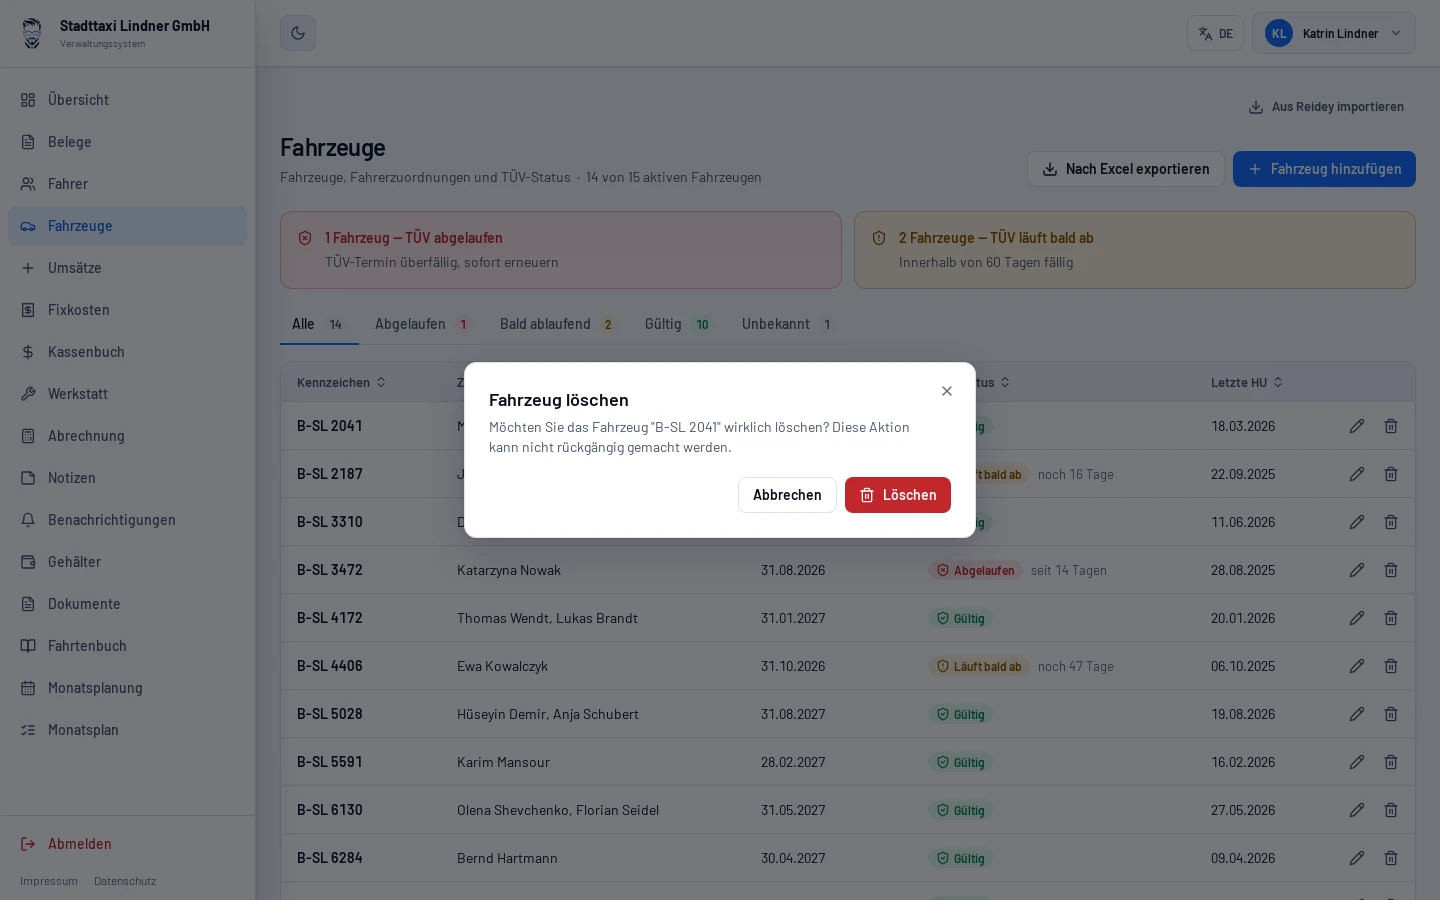 Stadttaxi Lindner GmbH
Verwaltungssystem
DE
KL
Katrin Lindner
Übersicht
Belege
Fahrer
Fahrzeuge
Umsätze
Fixkosten
Kassenbuch
Werkstatt
Abrechnung
Notizen
Benachrichtigungen
Gehälter
Dokumente
Fahrtenbuch
Monatsplanung
Monatsplan
Abmelden
Impressum Datenschutz
Aus Reidey importieren
Fahrzeuge
Fahrzeuge, Fahrerzuordnungen und TÜV-Status · 14 von 15 aktiven Fahrzeugen
Nach Excel exportieren
Fahrzeug hinzufügen
1 Fahrzeug — TÜV abgelaufen
TÜV-Termin überfällig, sofort erneuern
2 Fahrzeuge — TÜV läuft bald ab
Innerhalb von 60 Tagen fällig
Alle 14 Abgelaufen 1 Bald ablaufend 2 Gültig 10 Unbekannt 1
Kennzeichen Letzte HU
B-SL 2041 18.03.2026
B-SL 2187 noch 16 Tage 22.09.2025
B-SL 3310 11.06.2026
Fahrzeug löschen
Möchten Sie das Fahrzeug "B-SL 2041" wirklich löschen? Diese Aktion
kann nicht rückgängig gemacht werden.
Abbrechen Löschen
B-SL 3472 Katarzyna Nowak 31.08.2026 Abgelaufen seit 14 Tagen 28.08.2025
B-SL 4172 Thomas Wendt, Lukas Brandt 31.01.2027 Gültig 20.01.2026
B-SL 4406 Ewa Kowalczyk 31.10.2026 Läuft bald ab noch 47 Tage 06.10.2025
B-SL 5028 Hüseyin Demir, Anja Schubert 31.08.2027 Gültig 19.08.2026
B-SL 5591 Karim Mansour 28.02.2027 Gültig 16.02.2026
B-SL 6130 Olena Shevchenko, Florian Seidel 31.05.2027 Gültig 27.05.2026
B-SL 6284 Bernd Hartmann 30.04.2027 Gültig 09.04.2026